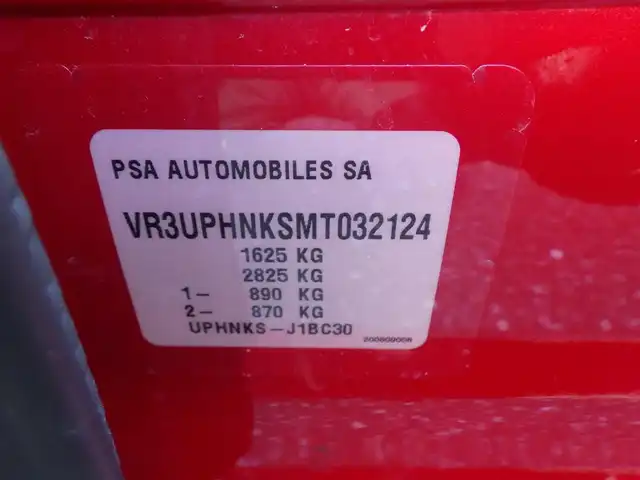 PSA AUTOMOBILES SA
VR3UPHNKSMT032124
1625 KG
2825 KG
1- 890 KG
2- 870 KG
UPHNKS-J1BC30